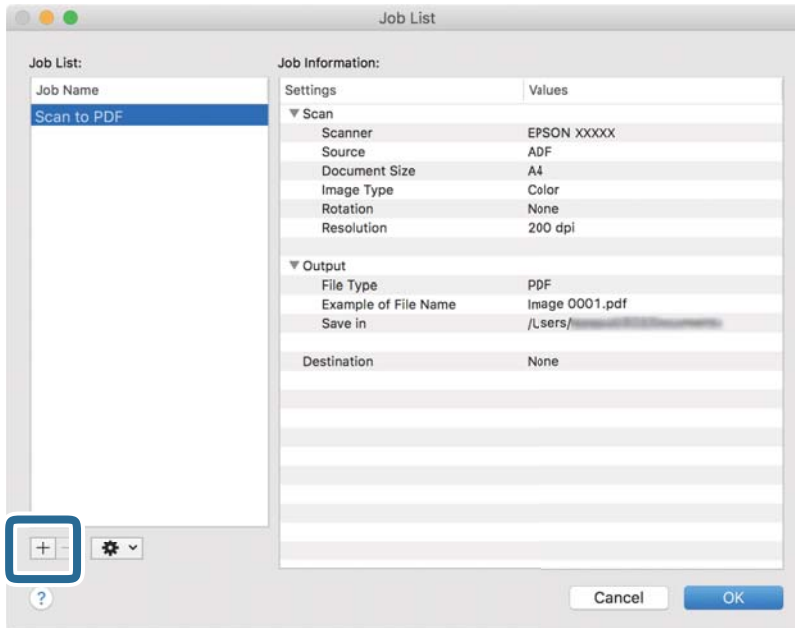 Job List
Job List:
Job Information:
Job Name
Settings Values
Scan to PDF
Scan
Scanner EPSON XXXXX
Source ADF
Document Size A4
Image Type Color
Rotation None
Resolution 200 dpi
Output
File Type PDF
Example of File Name Image 0001.pdf
Save in /Users/
Destination None
+ -
?
Cancel
OK